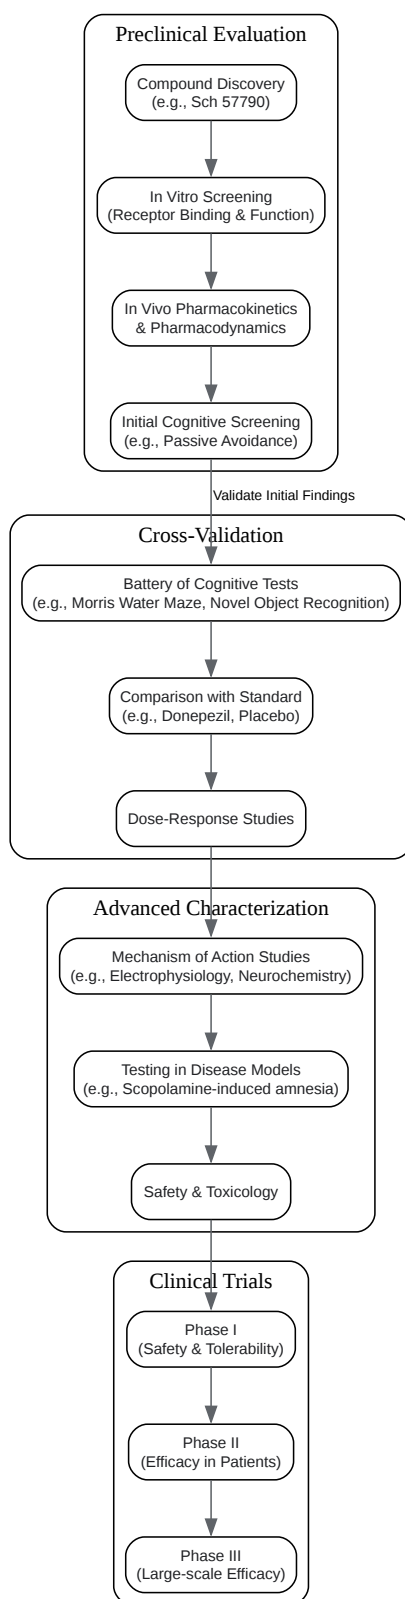 Preclinical Evaluation
Compound Discovery
(e.g., Sch 57790)
In Vitro Screening
(Receptor Binding & Function)
In Vivo Pharmacokinetics
& Pharmacodynamics
Initial Cognitive Screening
(e.g., Passive Avoidance)
Validate Initial Findings
Cross-Validation
Battery of Cognitive Tests
(e.g., Morris Water Maze, Novel Object Recognition)
Comparison with Standard
(e.g., Donepezil, Placebo)
Dose-Response Studies
Advanced Characterization
Mechanism of Action Studies
(e.g., Electrophysiology, Neurochemistry)
Testing in Disease Models
(e.g., Scopolamine-induced amnesia)
Safety & Toxicology
Clinical Trials
Phase I
(Safety & Tolerability)
Phase II
(Efficacy in Patients)
Phase III
(Large-scale Efficacy)